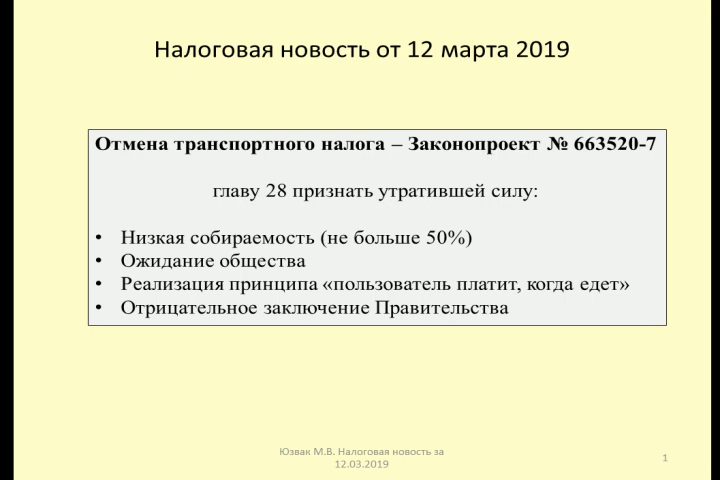 Налоговая новость от 12 марта 2019
Отмена транспортного налога – Законопроект № 663520-7
главу 28 признать утратившей силу:
• Низкая собираемость (не больше 50%)
• Ожидание общества
• Реализация принципа «пользователь платит, когда едет»
• Отрицательное заключение Правительства
Юзвак М.В. Налоговая новость за
12.03.2019
1